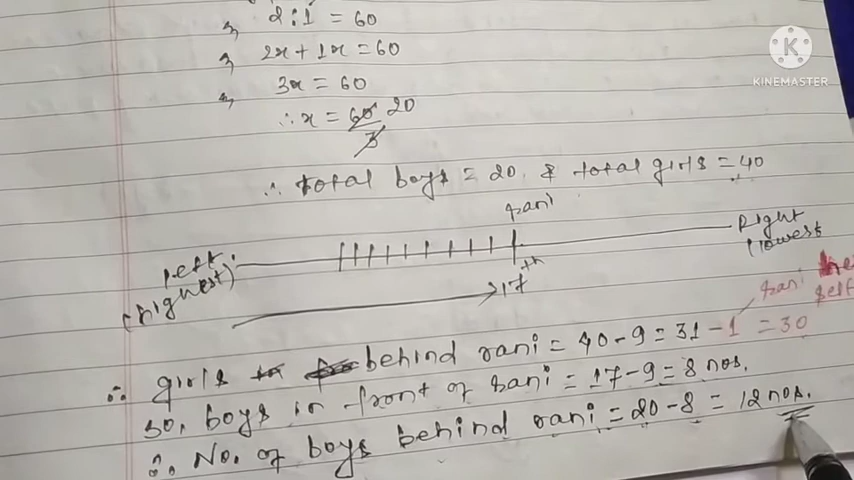 ⇒ 2:1 = 60
⇒ 2x + 1x = 60
⇒ 3x = 60
∴ x = 60/3 20
∴ total boys = 20. & total girls = 40
rani
Left (highest)
Right (lowest
17th
rani her self
∴ girls behind rani = 40-9 = 31 - 1 = 30
so, boys in front of rani = 17-9 = 8 nos.
∴ No. of boys behind rani = 20-8 = 12 nos.
K
KINEMASTER